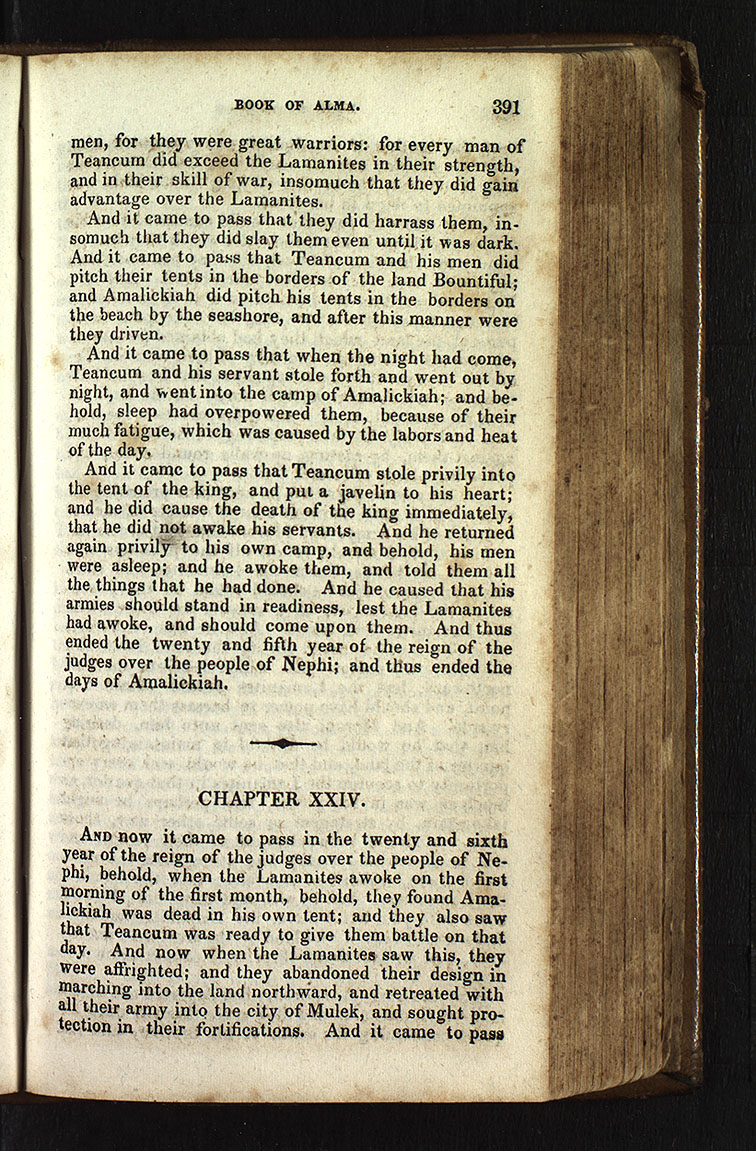 BOOK OF ALMA. 391
men, for they were great warriors: for every man of
Teancum did exceed the Lamanites in their strength,
and in their skill of war, insomuch that they did gain
advantage over the Lamanites.
And it came to pass that they did harrass them, in-
somuch that they did slay them even until it was dark.
And it came to pass that Teancum and his men did
pitch their tents in the borders of the land Bountiful;
and Amalickiah did pitch his tents in the borders on
the beach by the seashore, and after this manner were
they driven.
And it came to pass that when the night had come,
Teancum and his servant stole forth and went out by
night, and went into the camp of Amalickiah; and be-
hold, sleep had overpowered them, because of their
much fatigue, which was caused by the labors and heat
of the day.
And it came to pass that Teancum stole privily into
the tent of the king, and put a javelin to his heart;
and he did cause the death of the king immediately,
that he did not awake his servants. And he returned
again privily to his own camp, and behold, his men
were asleep; and he awoke them, and told them all
the things that he had done. And he caused that his
armies should stand in readiness, lest the Lamanites
had awoke, and should come upon them. And thus
ended the twenty and fifth year of the reign of the
judges over the people of Nephi; and thus ended the
days of Amalickiah.
CHAPTER XXIV.
AND now it came to pass in the twenty and sixth
year of the reign of the judges over the people of Ne-
phi, behold, when the Lamanites awoke on the first
morning of the first month, behold, they found Ama-
lickiah was dead in his own tent; and they also saw
that Teancum was ready to give them battle on that
day. And now when the Lamanites saw this, they
were affrighted; and they abandoned their design in
marching into the land northward, and retreated with
all their army into the city of Mulek, and sought pro-
tection in their fortifications. And it came to pass